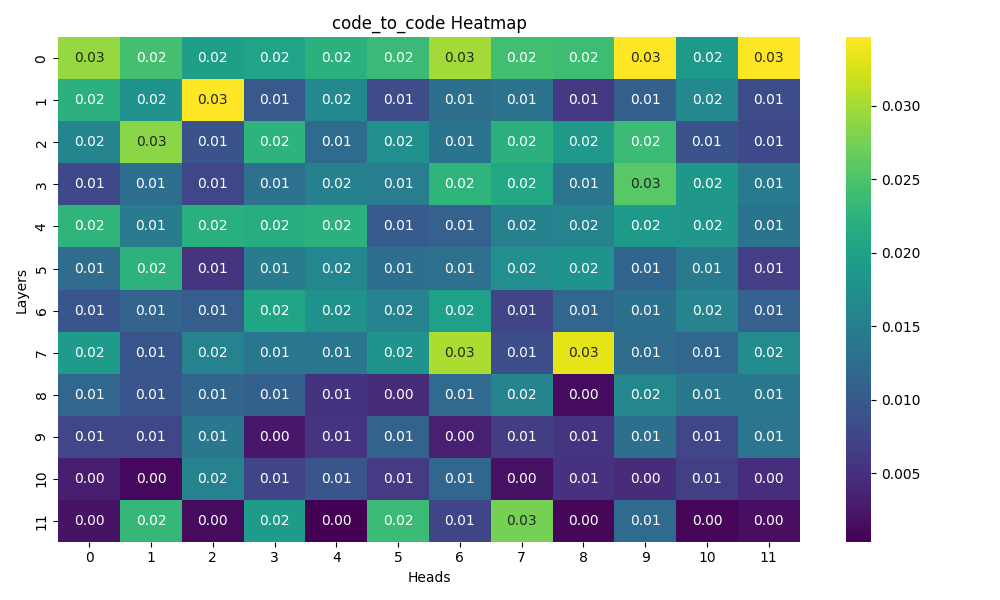 code_to_code Heatmap
0 0.03 0.02 0.02 0.02 0.02 0.02 0.03 0.02 0.02 0.03 0.02 0.03
1 0.02 0.02 0.03 0.01 0.02 0.01 0.01 0.01 0.01 0.01 0.02 0.01
2 0.02 0.03 0.01 0.02 0.01 0.02 0.01 0.02 0.02 0.02 0.01 0.01
3 0.01 0.01 0.01 0.01 0.02 0.01 0.02 0.02 0.01 0.03 0.02 0.01
4 0.02 0.01 0.02 0.02 0.02 0.01 0.01 0.02 0.02 0.02 0.02 0.01
5 0.01 0.02 0.01 0.01 0.02 0.01 0.01 0.02 0.02 0.01 0.01 0.01
6 0.01 0.01 0.01 0.02 0.02 0.02 0.02 0.01 0.01 0.01 0.02 0.01
7 0.02 0.01 0.02 0.01 0.01 0.02 0.03 0.01 0.03 0.01 0.01 0.02
8 0.01 0.01 0.01 0.01 0.01 0.00 0.01 0.02 0.00 0.02 0.01 0.01
9 0.01 0.01 0.01 0.00 0.01 0.01 0.00 0.01 0.01 0.01 0.01 0.01
10 0.00 0.00 0.02 0.01 0.01 0.01 0.01 0.00 0.01 0.00 0.01 0.00
11 0.00 0.02 0.00 0.02 0.00 0.02 0.01 0.03 0.00 0.01 0.00 0.00
0 1 2 3 4 5 6 7 8 9 10 11
Heads
Layers
0.030
0.025
0.020
0.015
0.010
0.005